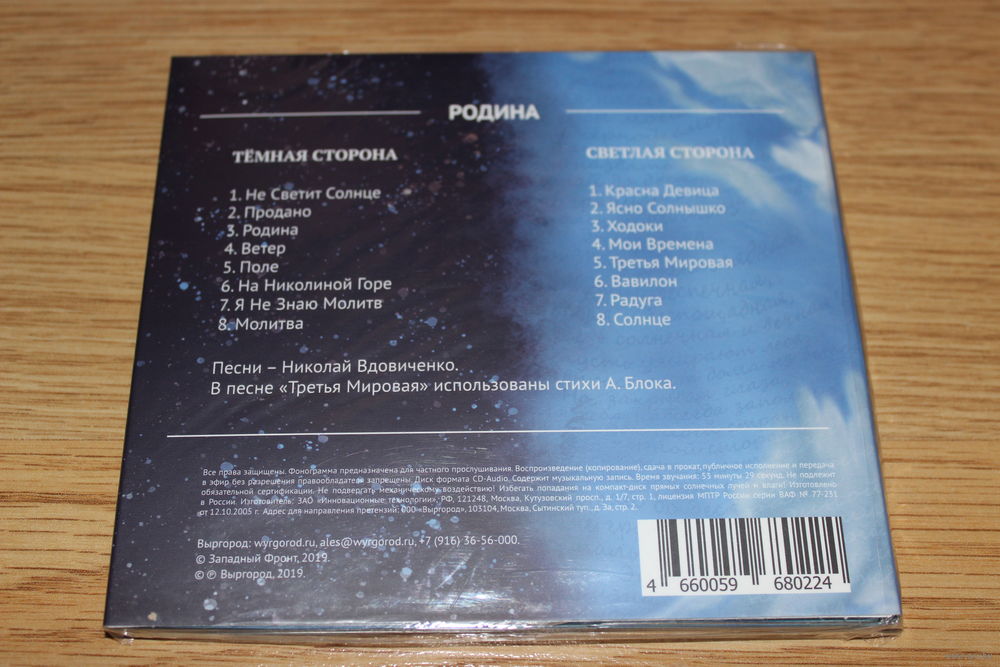 РОДИНА
ТЁМНАЯ СТОРОНА
1. Не Светит Солнце
2. Продано
3. Родина
4. Ветер
5. Поле
6. На Николиной Горе
7. Я Не Знаю Молитв
8. Молитва
СВЕТЛАЯ СТОРОНА
1. Красна Девица
2. Ясно Солнышко
3. Ходоки
4. Мои Времена
5. Третья Мировая
6. Вавилон
7. Радуга
8. Солнце
Песни – Николай Вдовиченко.
В песне «Третья Мировая» использованы стихи А. Блока.
Все права защищены. Фонограмма предназначена для частного прослушивания. Воспроизведение (копирование), сдача в прокат, публичное исполнение и передача
в эфир без разрешения правообладателя запрещены. Диск формата CD-Audio. Содержит музыкальную запись. Время звучания: 53 минуты 29 секунд. Не подлежит
обязательной сертификации. Не подвергать механическому воздействию! Избегать попадания на компакт-диск прямых солнечных лучей и влаги! Изготовлено
в России. Изготовитель: ЗАО «Инновационные технологии», РФ, 121248, Москва, Кутузовский просп., д. 1/7, стр. 1, лицензия МПТР России серии ВАФ № 77-231
от 12.10.2005 г. Адрес для направления претензий: ООО «Выргород», 103104, Москва, Сытинский туп., д. 3а, стр. 2.
Выргород: wyrgorod.ru, ales@wyrgorod.ru, +7 (916) 36-56-000.
© Западный Фронт, 2019.
© ℗ Выргород, 2019.
4 660059 680224